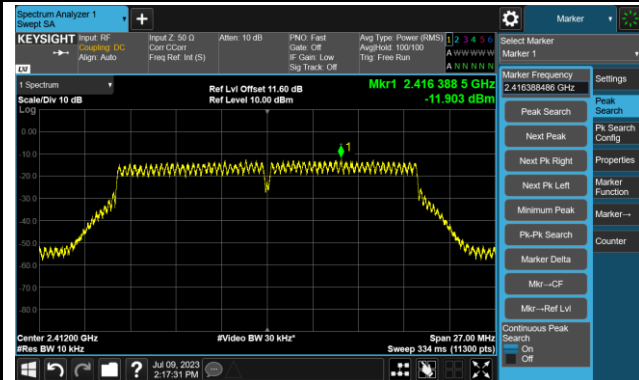 Spectrum Analyzer 1
Swept SA
Marker
KEYSIGHT
Input: RF
Coupling: DC
Align: Auto
Input Z: 50 Ω
Corr CCorr
Freq Ref: Int (S)
Atten: 10 dB
PNO: Fast
Gate: Off
IF Gain: Low
Sig Track: Off
Avg Type: Power (RMS)
Avg|Hold: 100/100
Trig: Free Run
1 2 3 4 5 6
A W W W W W
A N N N N N
Select Marker
Marker 1
LXI
1 Spectrum
Scale/Div 10 dB
Log
Ref Lvl Offset 11.60 dB
Ref Level 10.00 dBm
Mkr1 2.416 388 5 GHz
-11.903 dBm
0.00
-10.0
-20.0
-30.0
-40.0
-50.0
-60.0
-70.0
-80.0
1
Center 2.41200 GHz
#Res BW 10 kHz
#Video BW 30 kHz*
Span 27.00 MHz
Sweep 334 ms (11300 pts)
Marker Frequency
2.416388486 GHz
Peak Search
Next Peak
Next Pk Right
Next Pk Left
Minimum Peak
Pk-Pk Search
Marker Delta
Mkr→CF
Mkr→Ref Lvl
Continuous Peak
Search
On
Off
Settings
Peak
Search
Pk Search
Config
Properties
Marker
Function
Marker→
Counter
Jul 09, 2023
2:17:31 PM